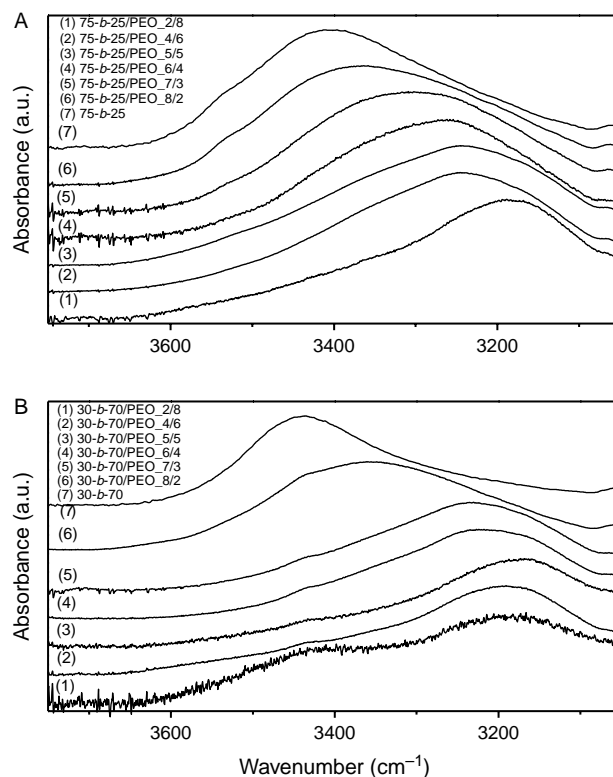 A
(1) 75-b-25/PEO_2/8
(2) 75-b-25/PEO_4/6
(3) 75-b-25/PEO_5/5
(4) 75-b-25/PEO_6/4
(5) 75-b-25/PEO_7/3
(6) 75-b-25/PEO_8/2
(7) 75-b-25
(7)
(6)
(5)
(4)
(3)
(2)
(1)
Absorbance (a.u.)
3600 3400 3200
B
(1) 30-b-70/PEO_2/8
(2) 30-b-70/PEO_4/6
(3) 30-b-70/PEO_5/5
(4) 30-b-70/PEO_6/4
(5) 30-b-70/PEO_7/3
(6) 30-b-70/PEO_8/2
(7) 30-b-70
(7)
(6)
(5)
(4)
(3)
(2)
(1)
Absorbance (a.u.)
3600 3400 3200
Wavenumber (cm⁻¹)